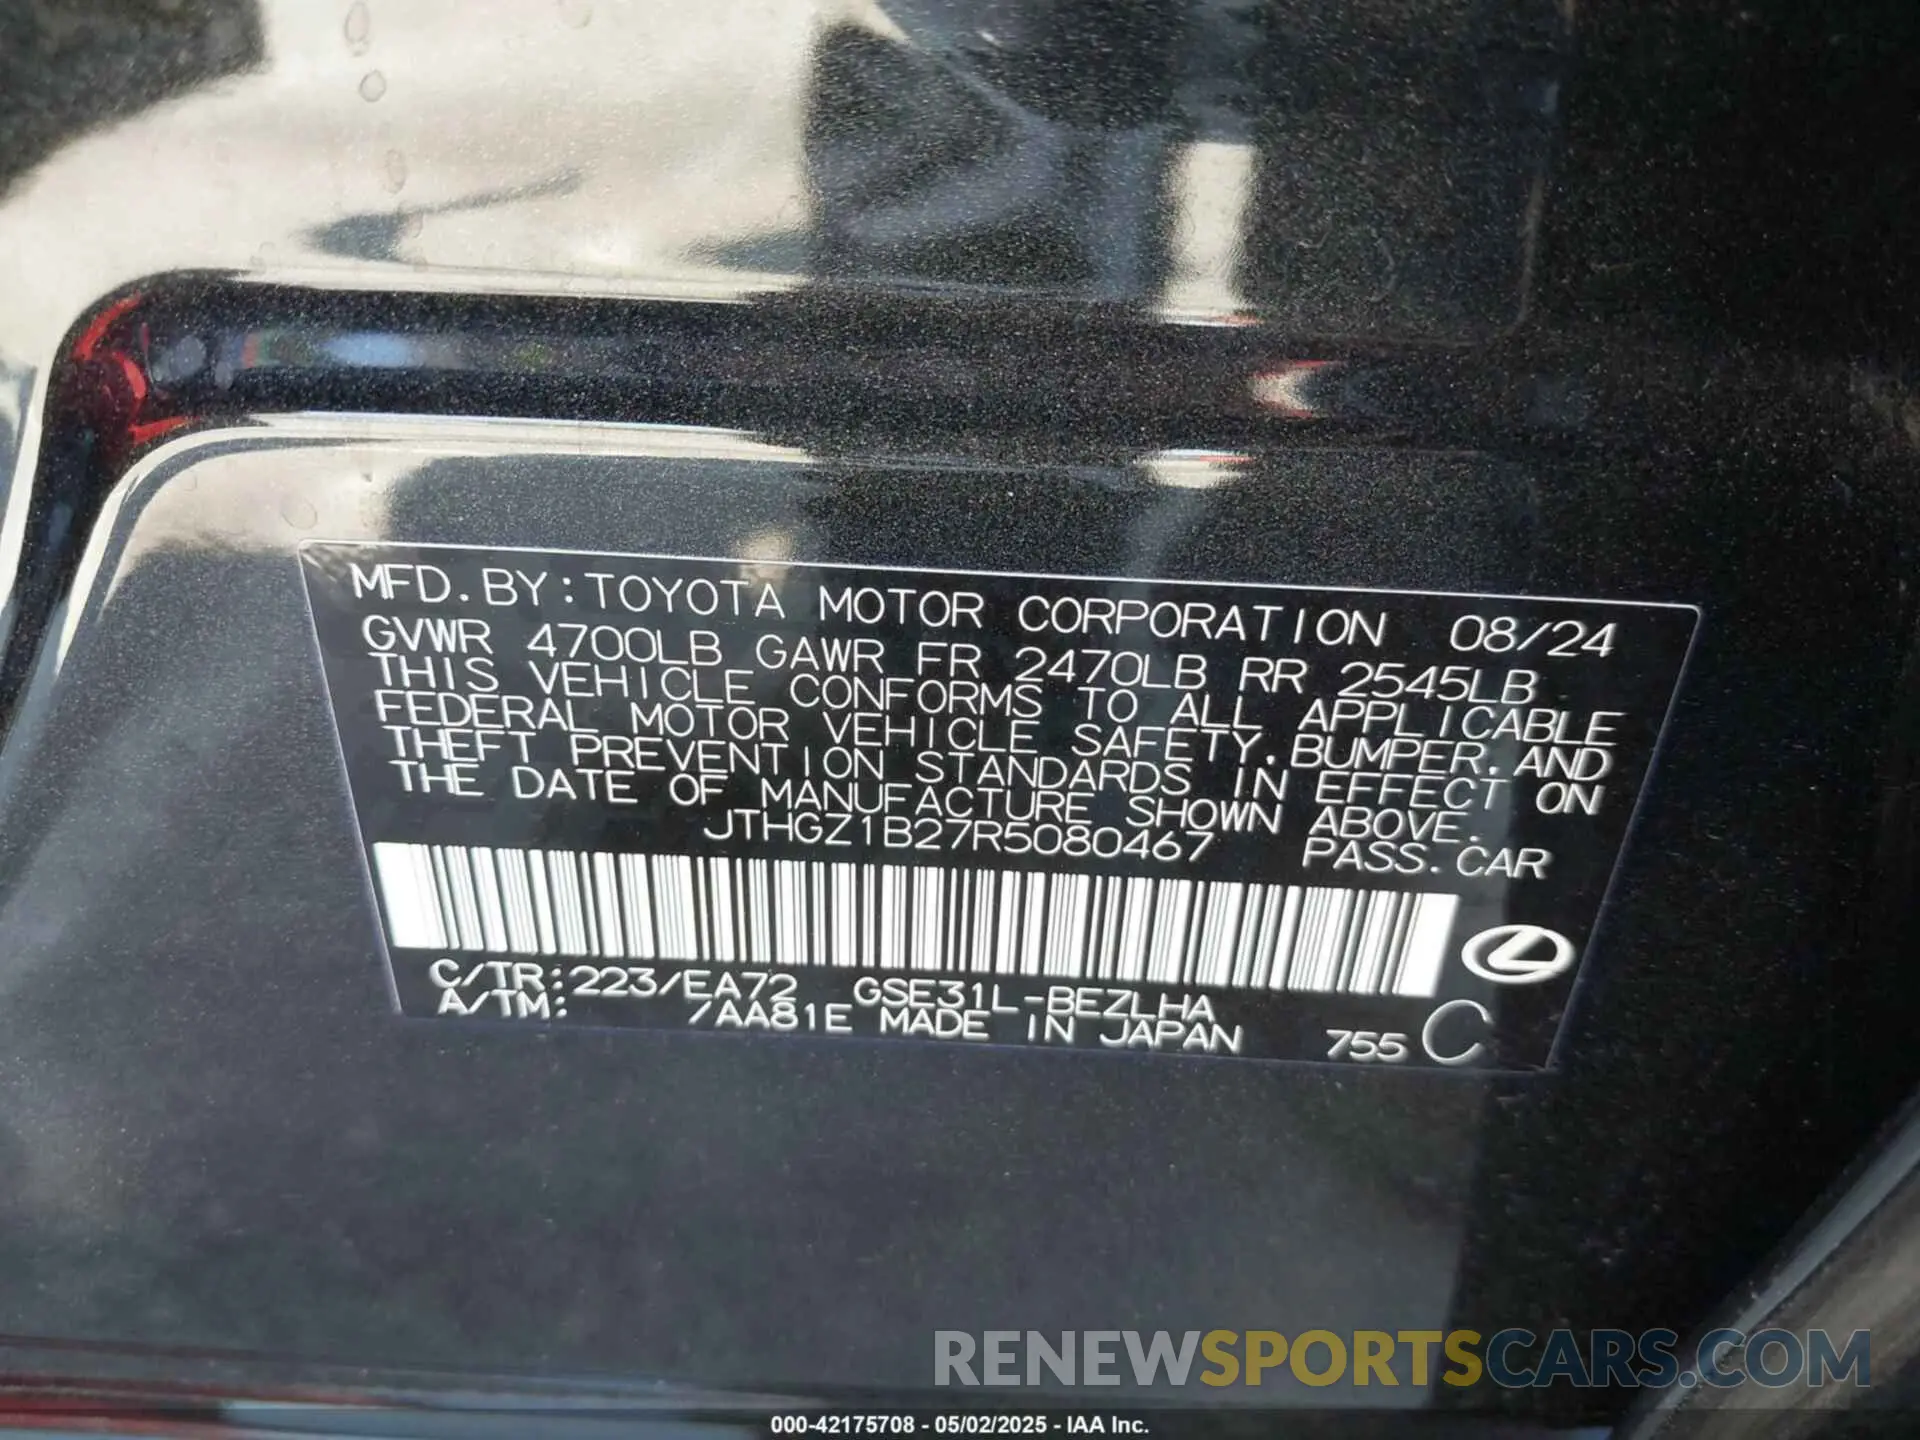 MFD. BY: TOYOTA MOTOR CORPORATION 08/24
GVWR 4700LB GAWR FR 2470LB RR 2545LB
THIS VEHICLE CONFORMS TO ALL APPLICABLE
FEDERAL MOTOR VEHICLE SAFETY, BUMPER, AND
THEFT PREVENTION STANDARDS IN EFFECT ON
THE DATE OF MANUFACTURE SHOWN ABOVE.
JTHGZ1B27R5080467 PASS. CAR
C/TR: 223/EA72 GSE31L-BEZLHA
A/TM: /AA81E MADE IN JAPAN 755 C
RENEWSPORTSCARS.COM
000-42175708 - 05/02/2025 - IAA Inc.